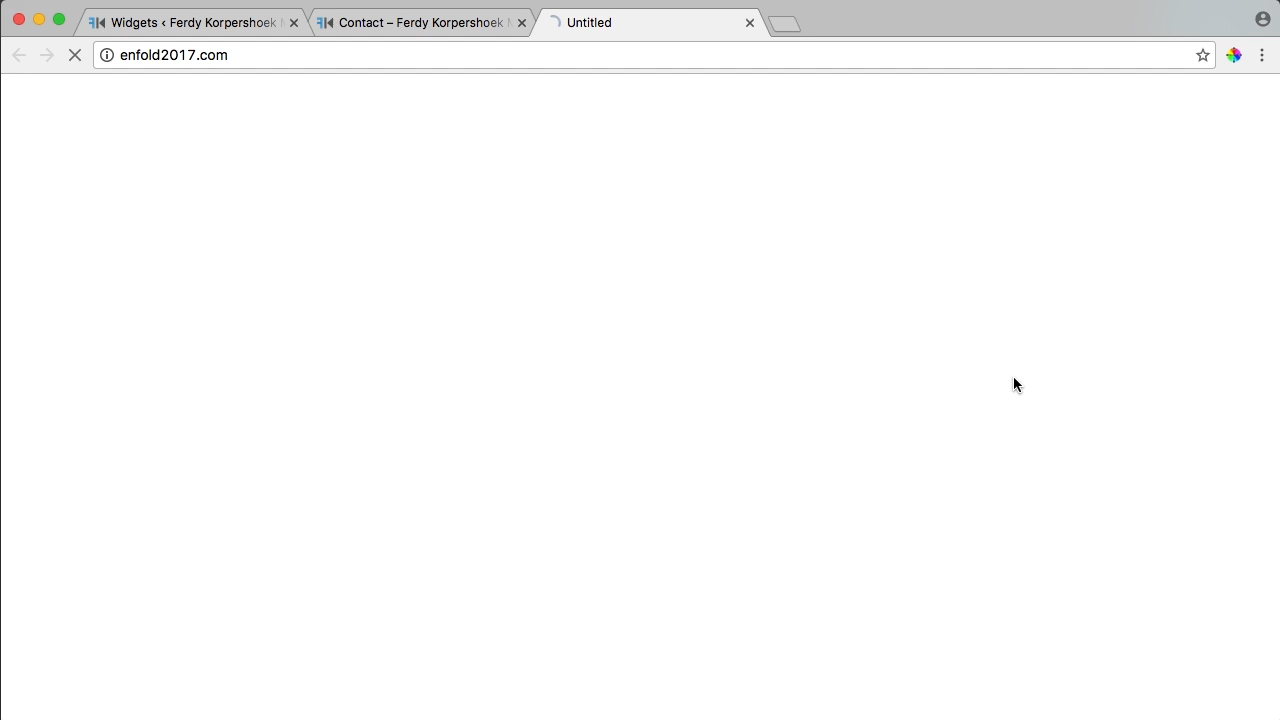 Widgets ‹ Ferdy Korpershoek
Contact – Ferdy Korpershoek
Untitled
enfold2017.com